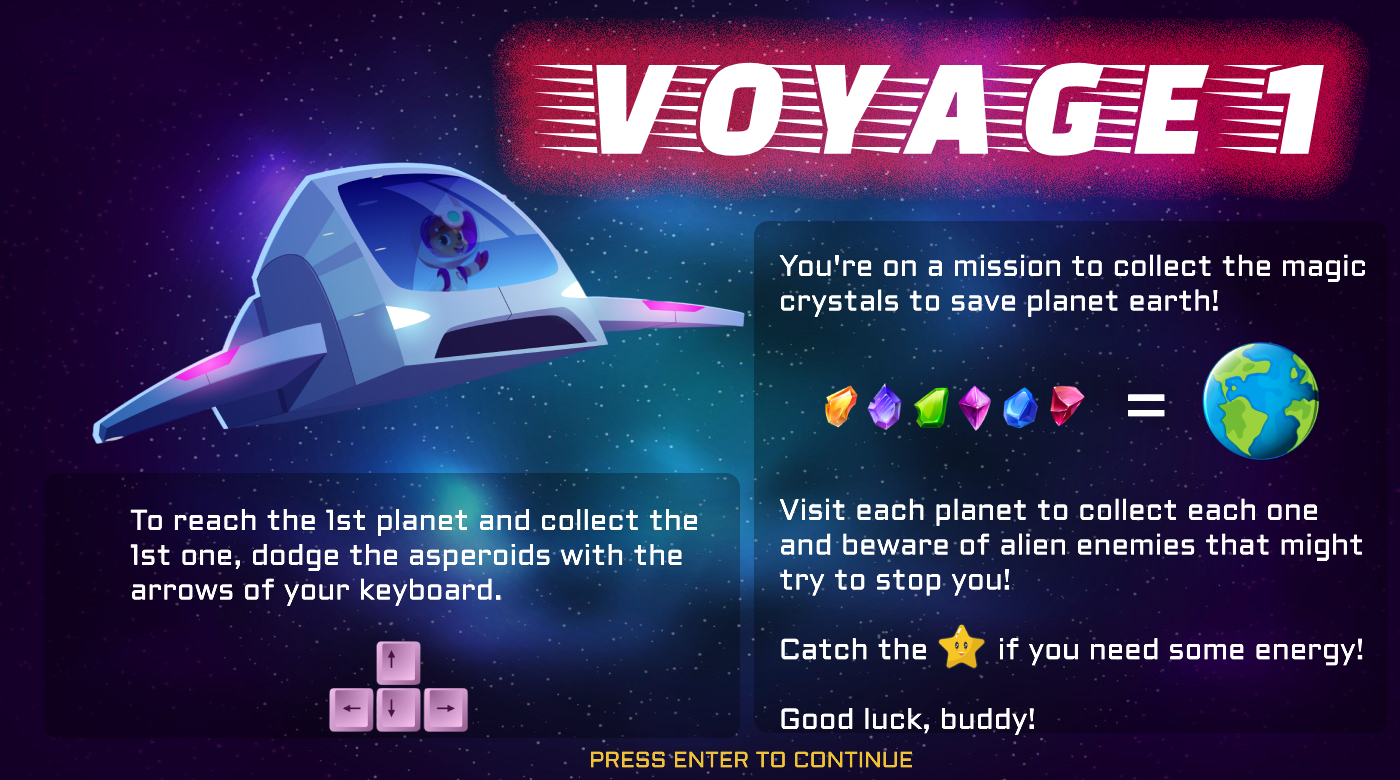 VOYAGE 1
You're on a mission to collect the magic
crystals to save planet earth!
=
Visit each planet to collect each one
and beware of alien enemies that might
try to stop you!
Catch the if you need some energy!
Good luck, buddy!
To reach the 1st planet and collect the
1st one, dodge the asperoids with the
arrows of your keyboard.
↑
← ↓ →
PRESS ENTER TO CONTINUE